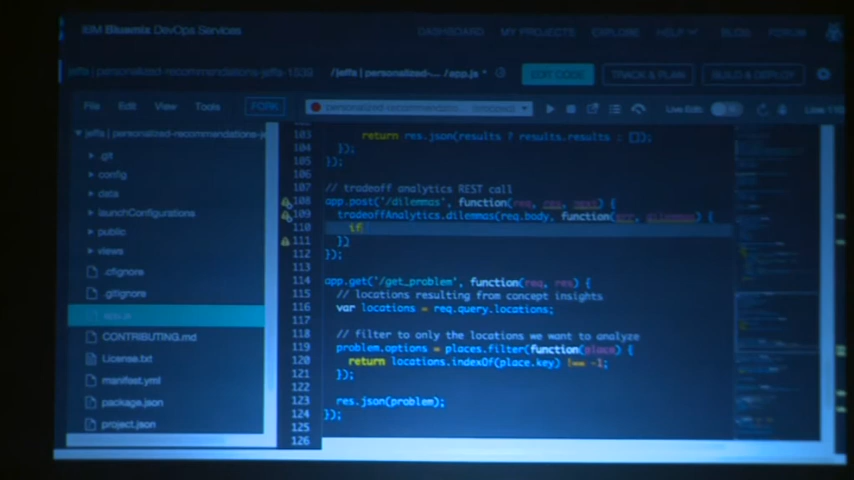 IBM Bluemix DevOps Services
DASHBOARD MY PROJECTS EXPLORE HELP BLOG FORUM
jeffs | personalized-recommendations-jeffs-1539 /jeffs | personalized-... /app.js * EDIT CODE TRACK & PLAN BUILD & DEPLOY
File Edit View Tools FORK Live Edit
/jeffs | personalized-recommendations-je
.git
config
data
launchConfigurations
public
views
.cfignore
.gitignore
app.js
CONTRIBUTING.md
License.txt
manifest.yml
package.json
project.json
103 return res.json(results ? results.results : []);
104 });
105 });
106
107 // tradeoff analytics REST call
108 app.post('/dilemmas', function(req, res, next) {
109 tradeoffAnalytics.dilemmas(req.body, function(err, dilemmas) {
110 if
111 })
112 });
113
114 app.get('/get_problem', function(req, res) {
115 // locations resulting from concept insights
116 var locations = req.query.locations;
117
118 // filter to only the locations we want to analyze
119 problem.options = places.filter(function(place) {
120 return locations.indexOf(place.key) !== -1;
121 });
122
123 res.json(problem);
124 });
125
126